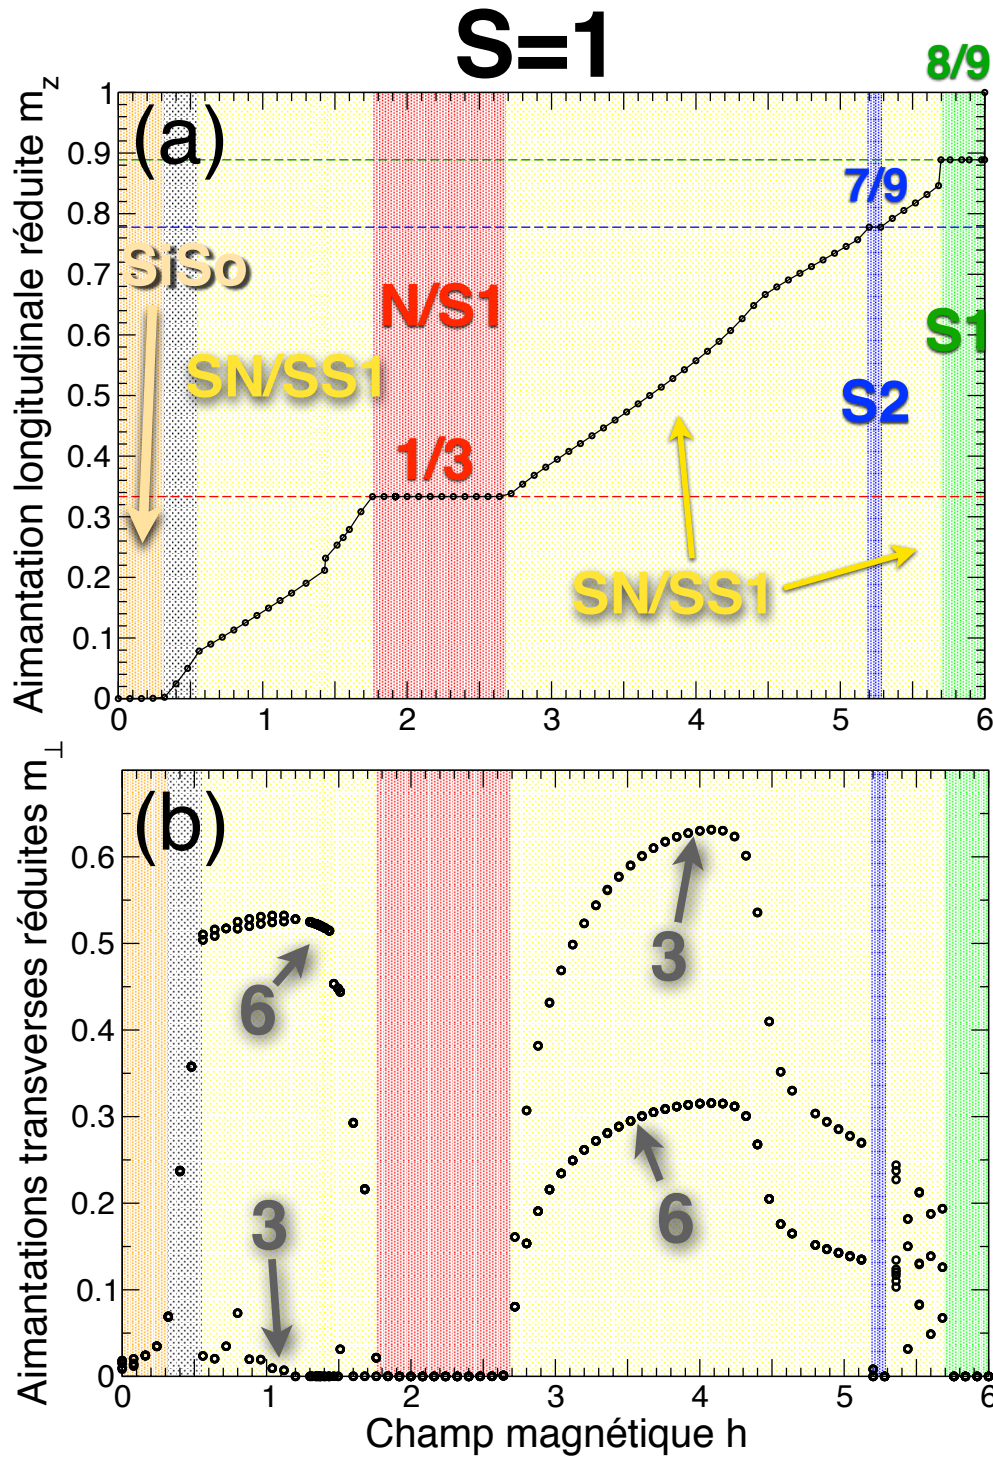 S=1
8/9
Aimantation longitudinale réduite m_z
(a)
1
0.9
0.8
0.7
0.6
0.5
0.4
0.3
0.2
0.1
0
7/9
SiSo
N/S1
S1
SN/SS1
S2
1/3
SN/SS1
0 1 2 3 4 5 6
Aimantations transverses réduites m_⊥
(b)
0.6
0.5
0.4
0.3
0.2
0.1
0
3
6
3
6
0 1 2 3 4 5 6
Champ magnétique h